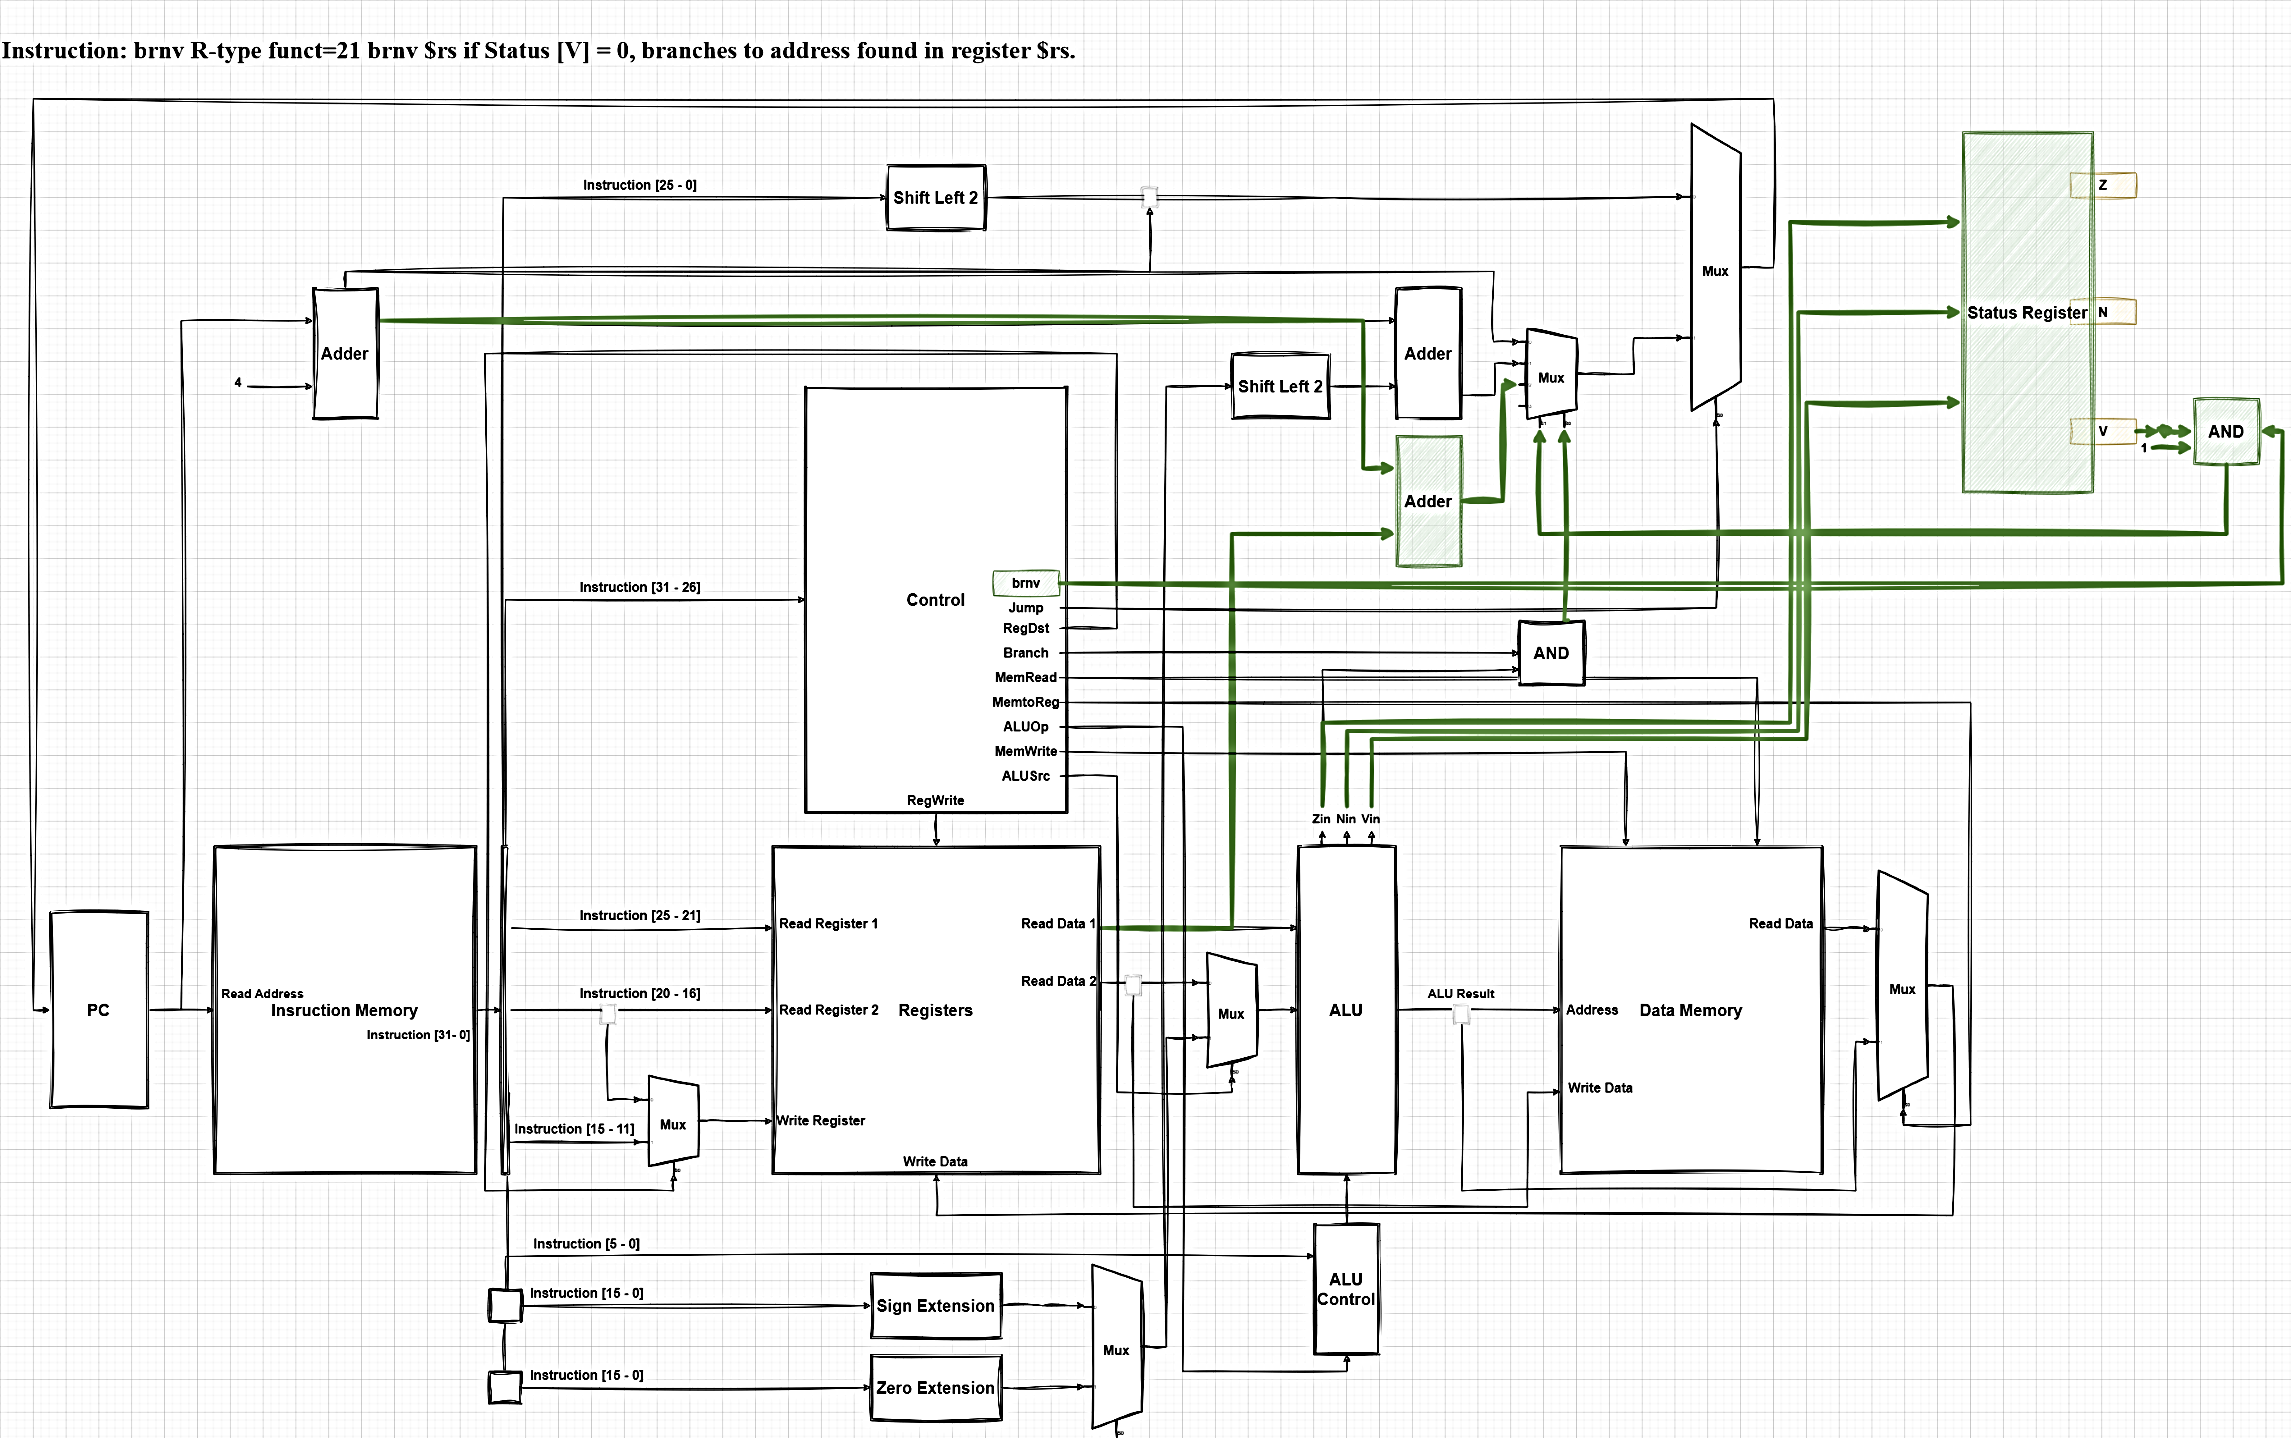 Instruction: brnv R-type funct=21 brnv $rs if Status [V] = 0, branches to address found in register $rs.
Instruction [25 - 0]
Shift Left 2
Z
Mux
Status Register
N
Adder
4
Adder
Shift Left 2
Mux
V
1
AND
Adder
Instruction [31 - 26]
Control
brnv
Jump
RegDst
Branch
MemRead
MemtoReg
ALUOp
MemWrite
ALUSrc
RegWrite
AND
Zin Nin Vin
PC
Read Address
Insruction Memory
Instruction [31- 0]
Instruction [25 - 21]
Instruction [20 - 16]
Instruction [15 - 11]
Mux
Read Register 1
Read Data 1
Read Data 2
Read Register 2
Registers
Write Register
Write Data
Mux
ALU
ALU Result
Read Data
Address
Data Memory
Write Data
Mux
Instruction [5 - 0]
Instruction [15 - 0]
Sign Extension
Instruction [15 - 0]
Zero Extension
Mux
ALU
Control